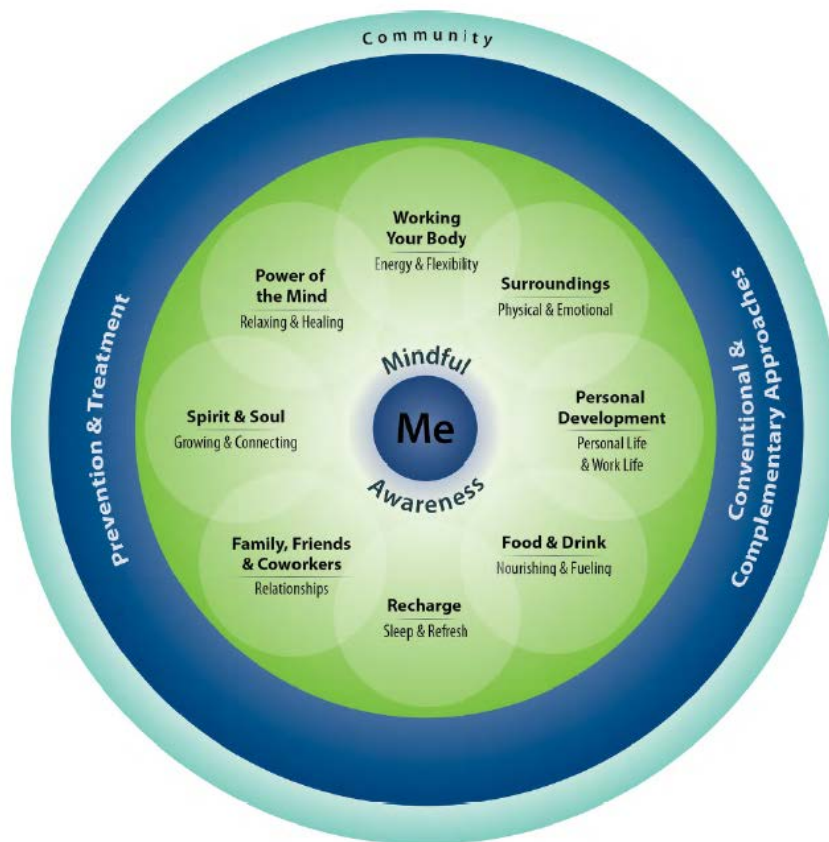 Community
Working
Your Body
Energy & Flexibility
Surroundings
Physical & Emotional
Personal
Development
Personal Life
& Work Life
Food & Drink
Nourishing & Fueling
Recharge
Sleep & Refresh
Family, Friends
& Coworkers
Relationships
Spirit & Soul
Growing & Connecting
Power of
the Mind
Relaxing & Healing
Mindful
Me
Awareness
Prevention & Treatment
Conventional &
Complementary Approaches